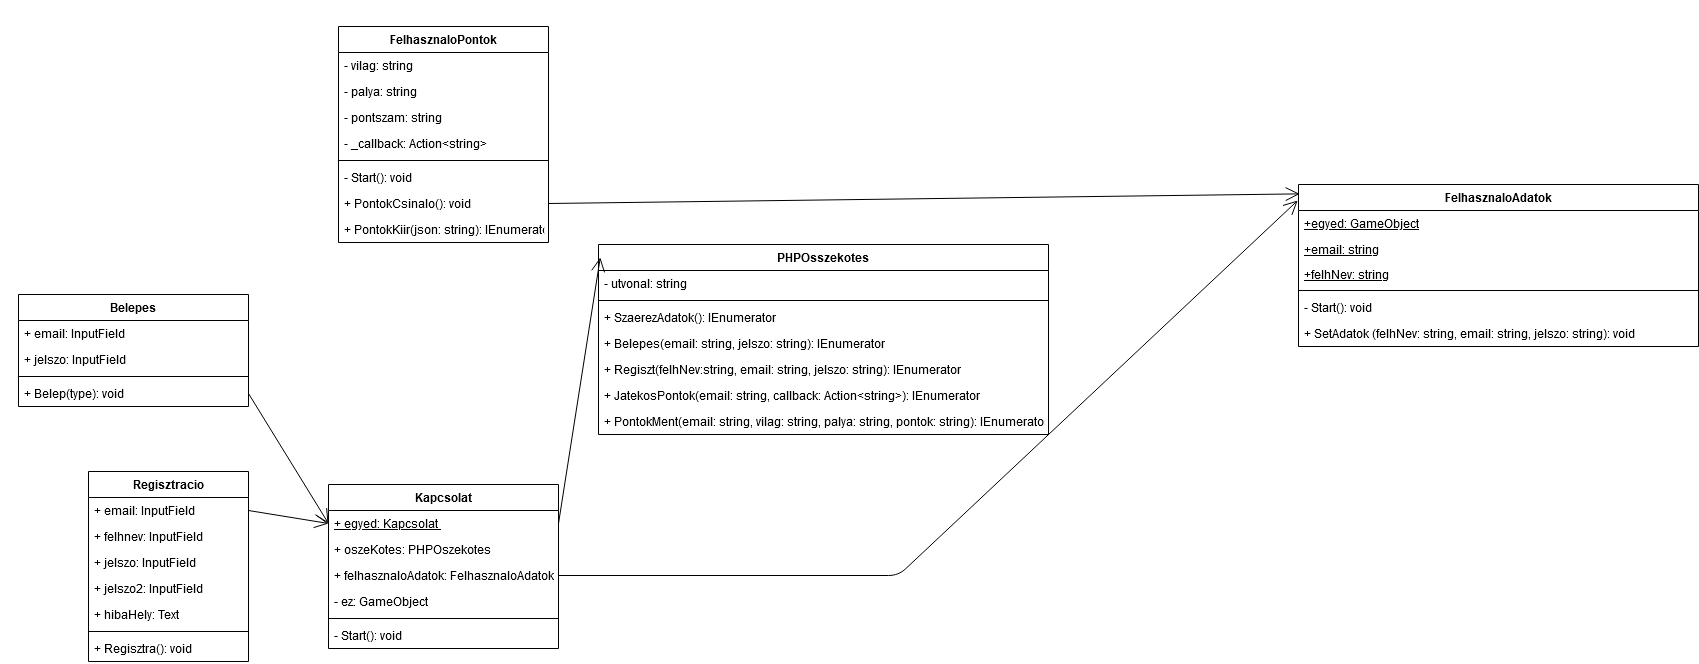 FelhasznaloPontok
- vilag: string
- palya: string
- pontszam: string
- _callback: Action<string>
- Start(): void
+ PontokCsinalo(): void
+ PontokKiir(json: string): IEnumerato
FelhasznaloAdatok
+egyed: GameObject
+email: string
+felhNev: string
- Start(): void
+ SetAdatok (felhNev: string, email: string, jelszo: string): void
PHPOsszekotes
- utvonal: string
+ SzaerezAdatok(): IEnumerator
+ Belepes(email: string, jelszo: string): IEnumerator
+ Regiszt(felhNev:string, email: string, jelszo: string): IEnumerator
+ JatekosPontok(email: string, callback: Action<string>): IEnumerator
+ PontokMent(email: string, vilag: string, palya: string, pontok: string): IEnumerato
Belepes
+ email: InputField
+ jelszo: InputField
+ Belep(type): void
Regisztracio
+ email: InputField
+ felhnev: InputField
+ jelszo: InputField
+ jelszo2: InputField
+ hibaHely: Text
+ Regisztra(): void
Kapcsolat
+ egyed: Kapcsolat
+ oszeKotes: PHPOszekotes
+ felhasznaloAdatok: FelhasznaloAdatok
- ez: GameObject
- Start(): void